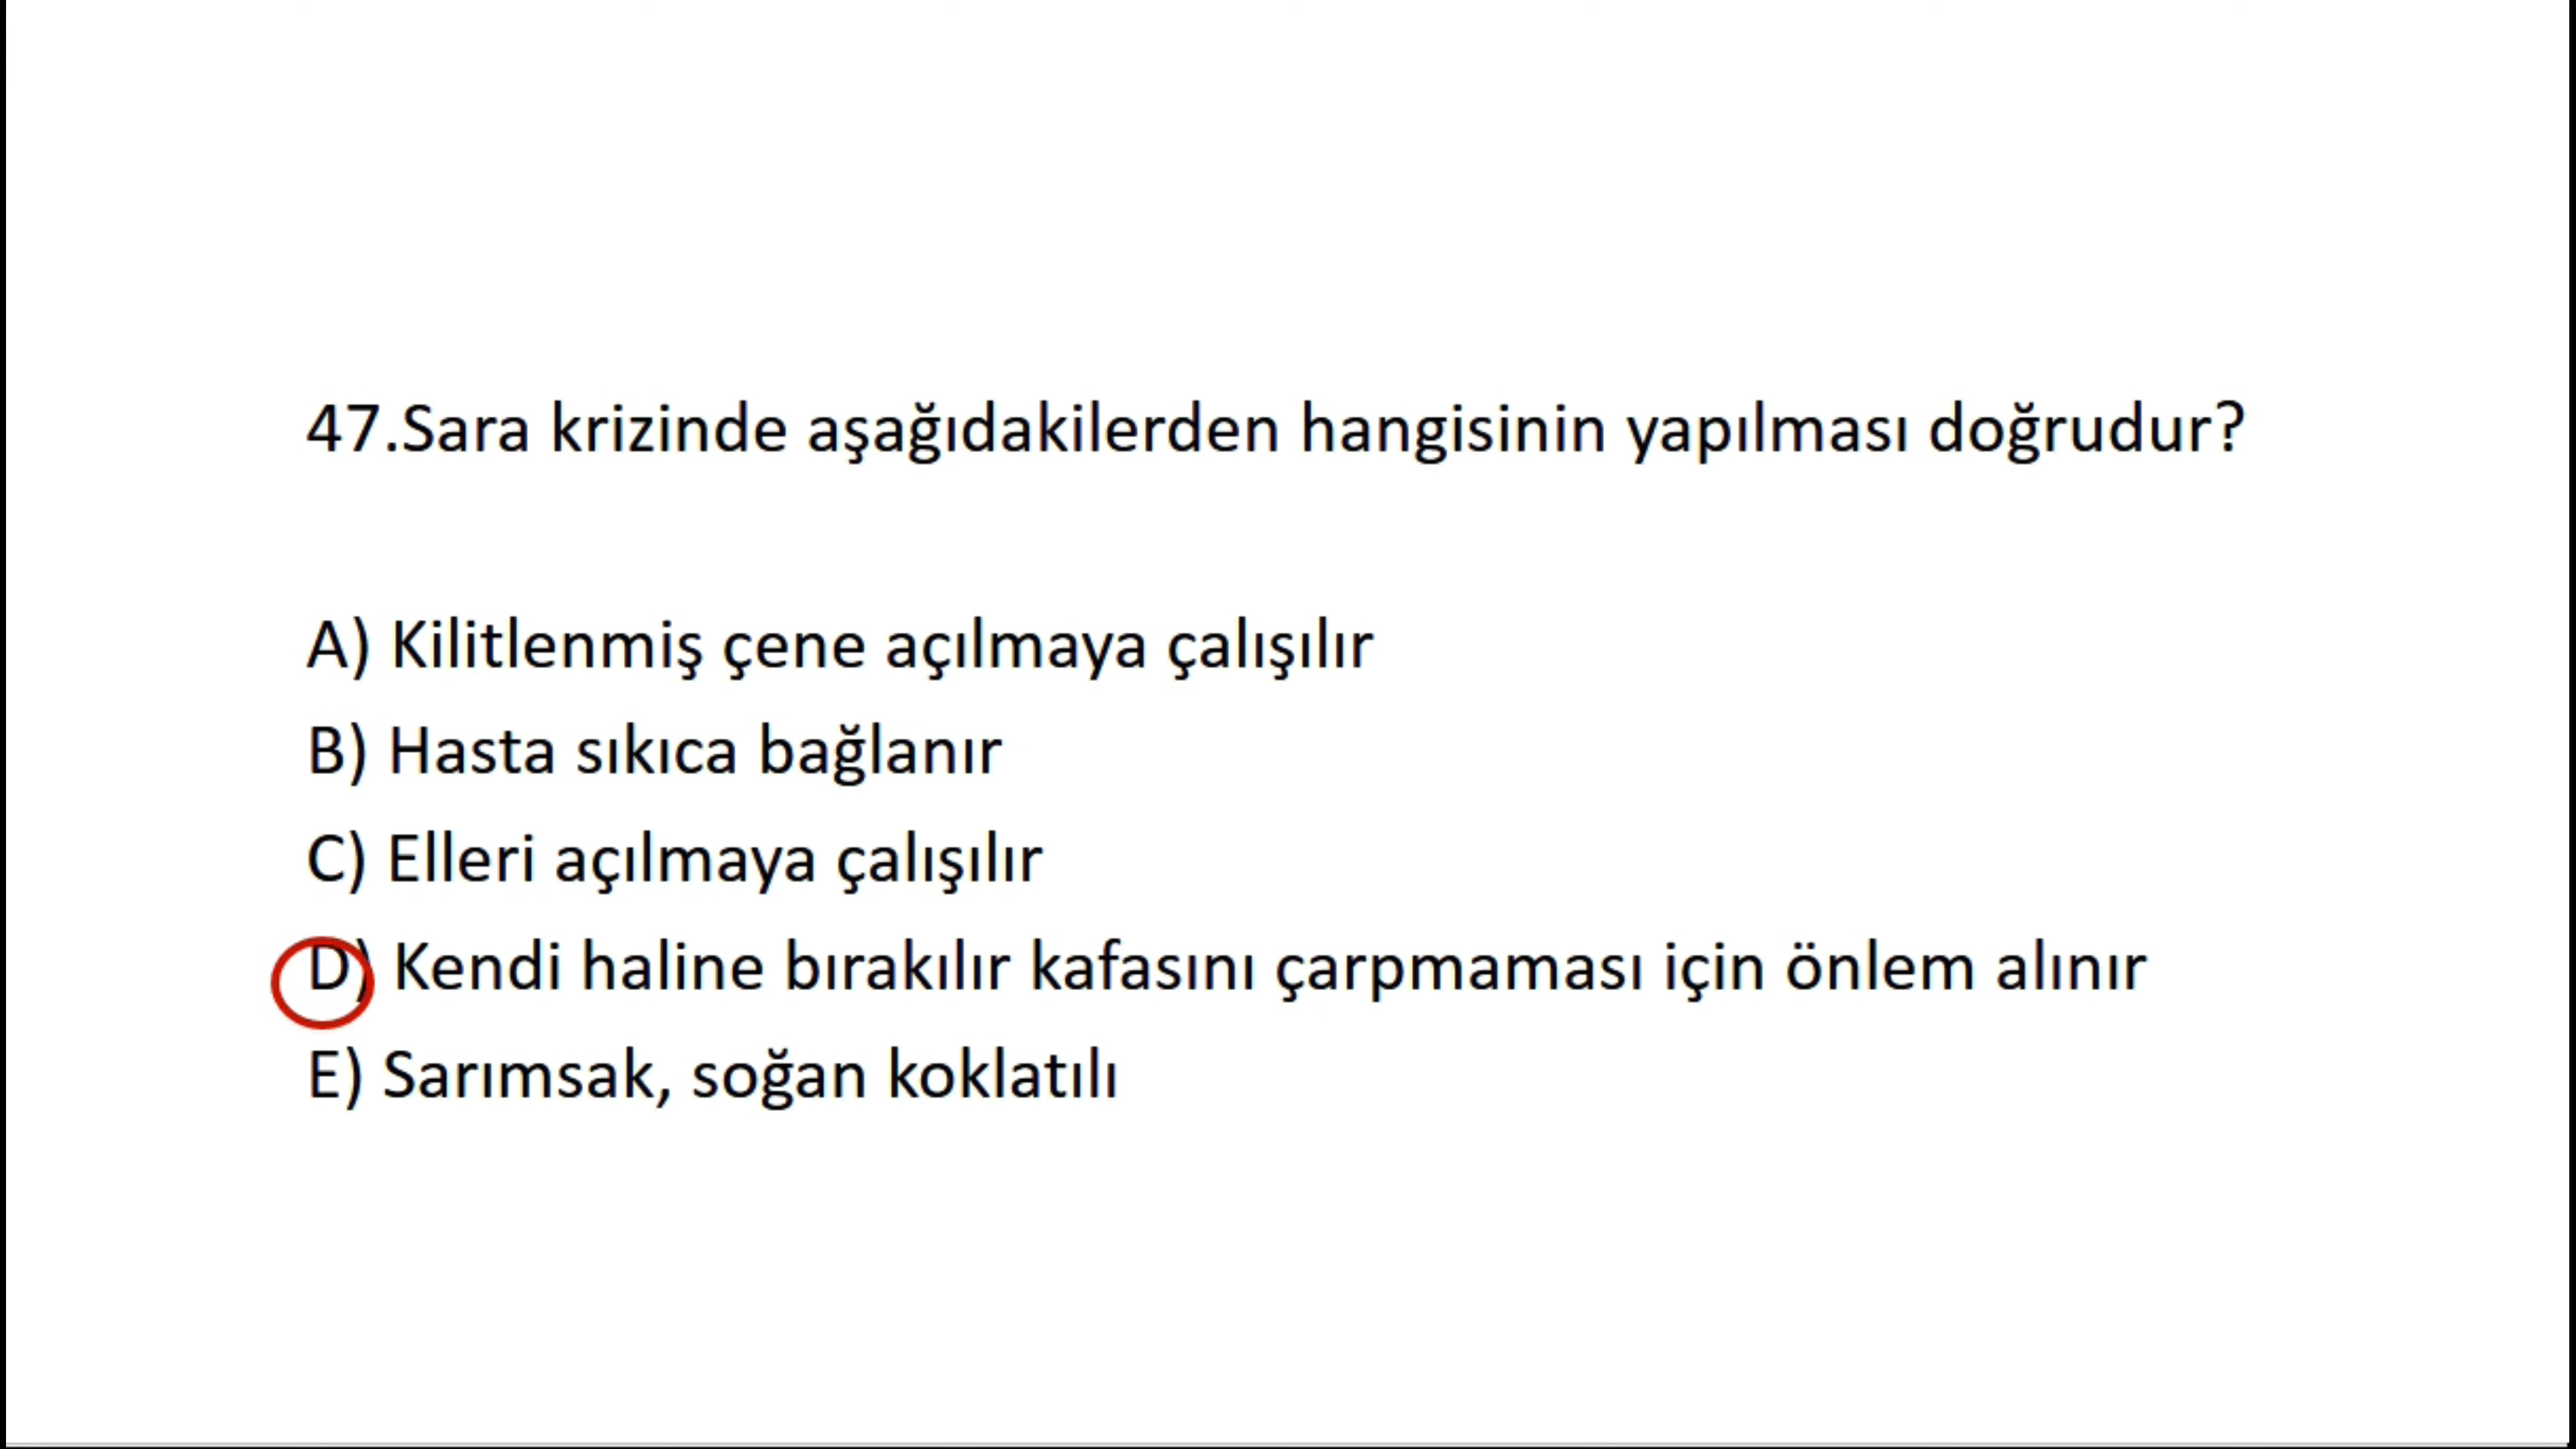 47.Sara krizinde aşağıdakilerden hangisinin yapılması doğrudur?
A) Kilitlenmiş çene açılmaya çalışılır
B) Hasta sıkıca bağlanır
C) Elleri açılmaya çalışılır
D) Kendi haline bırakılır kafasını çarpmaması için önlem alınır
E) Sarımsak, soğan koklatılı